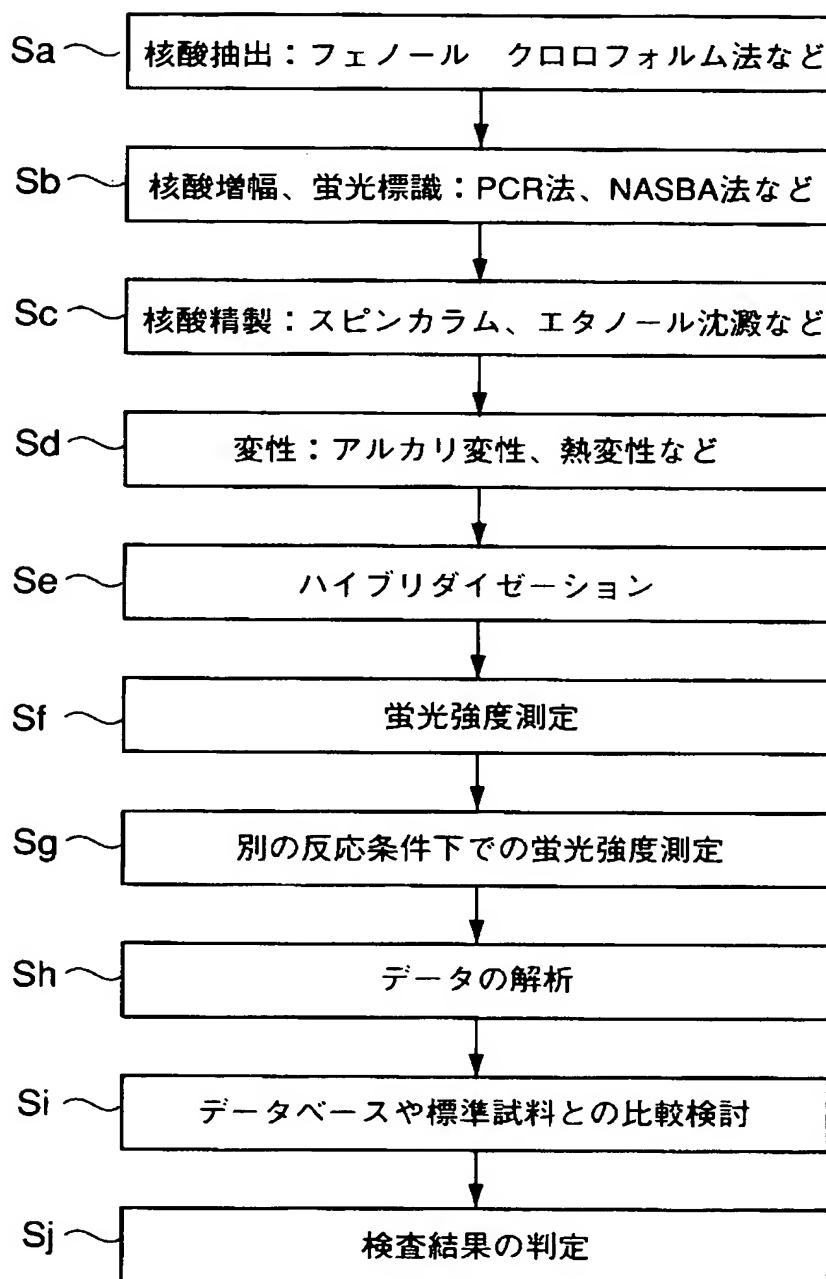 Sa 核酸抽出：フェノール　クロロフォルム法など
Sb 核酸増幅、蛍光標識：PCR法、NASBA法など
Sc 核酸精製：スピンカラム、エタノール沈澱など
Sd 変性：アルカリ変性、熱変性など
Se ハイブリダイゼーション
Sf 蛍光強度測定
Sg 別の反応条件下での蛍光強度測定
Sh データの解析
Si データベースや標準試料との比較検討
Sj 検査結果の判定